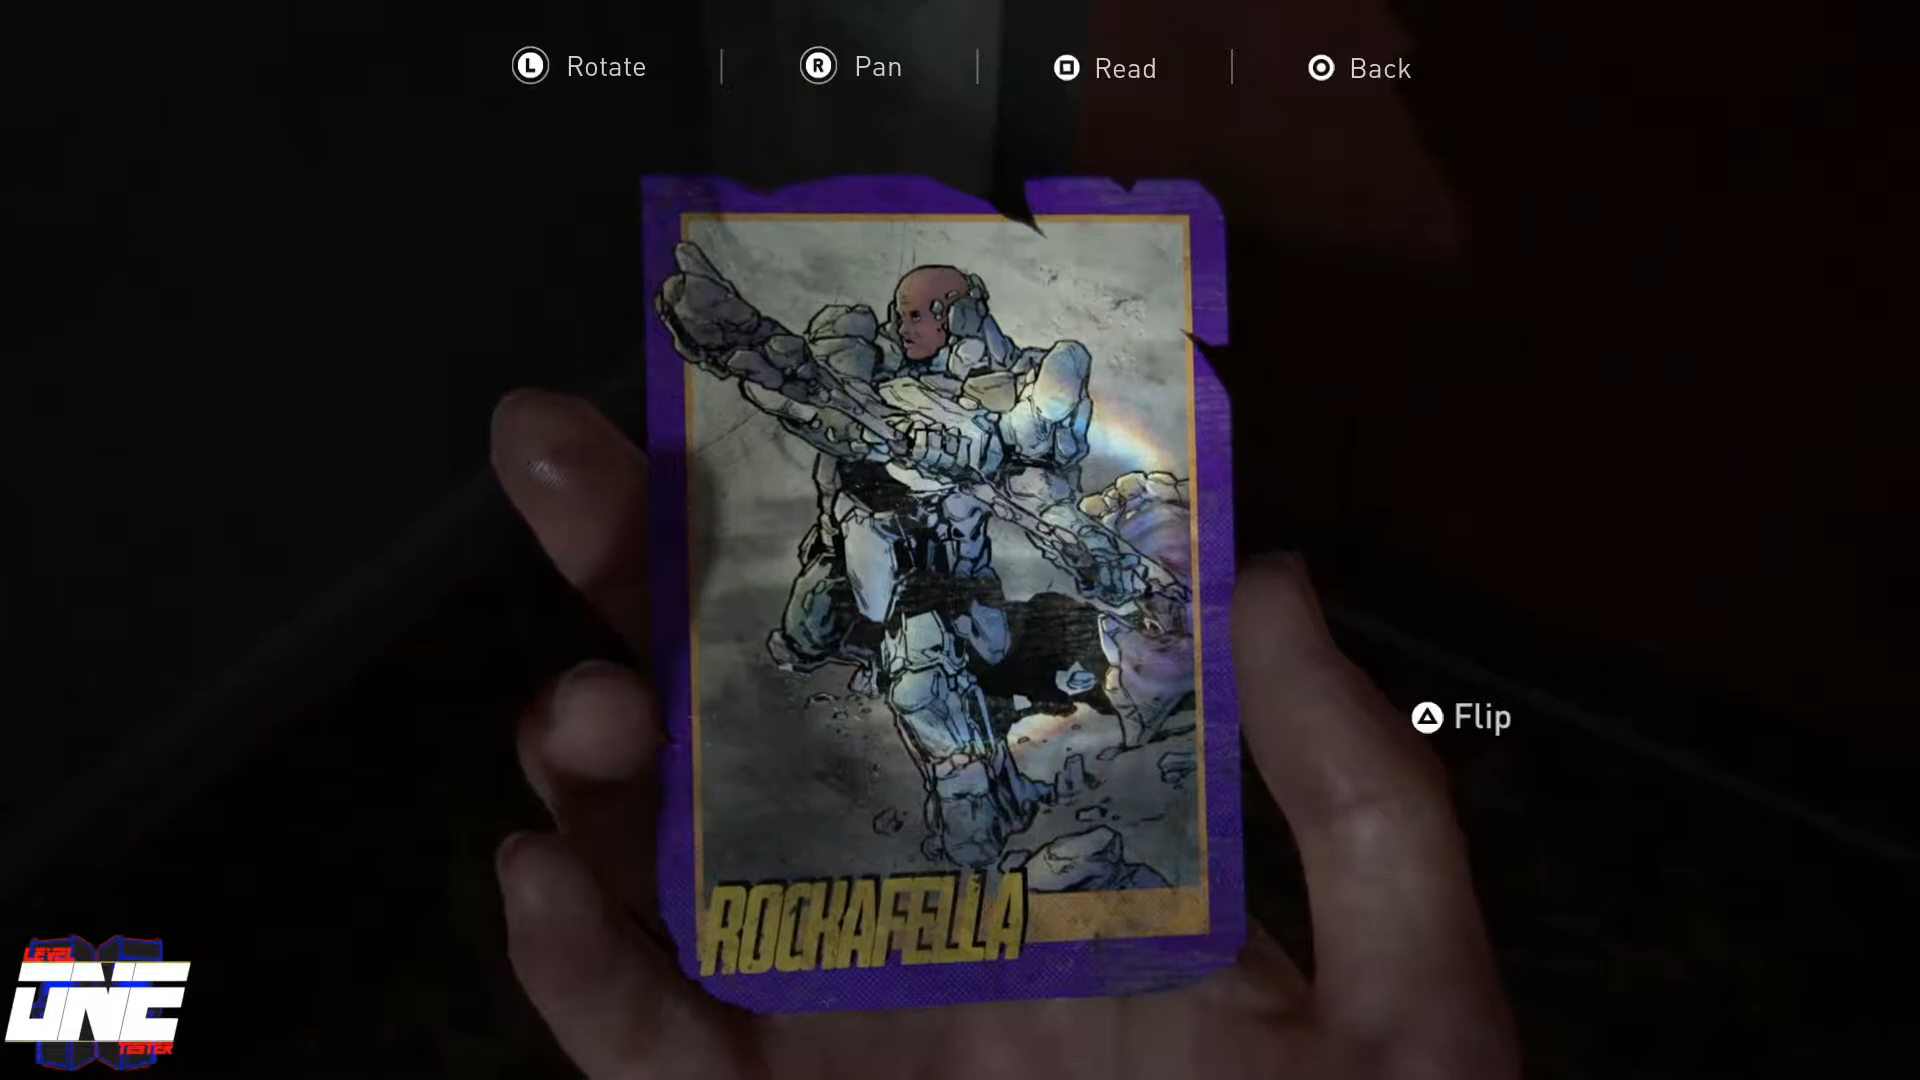 L Rotate
R Pan
Read
Back
Flip
ROCKAFELLA
LEVEL
ONE
TESTER